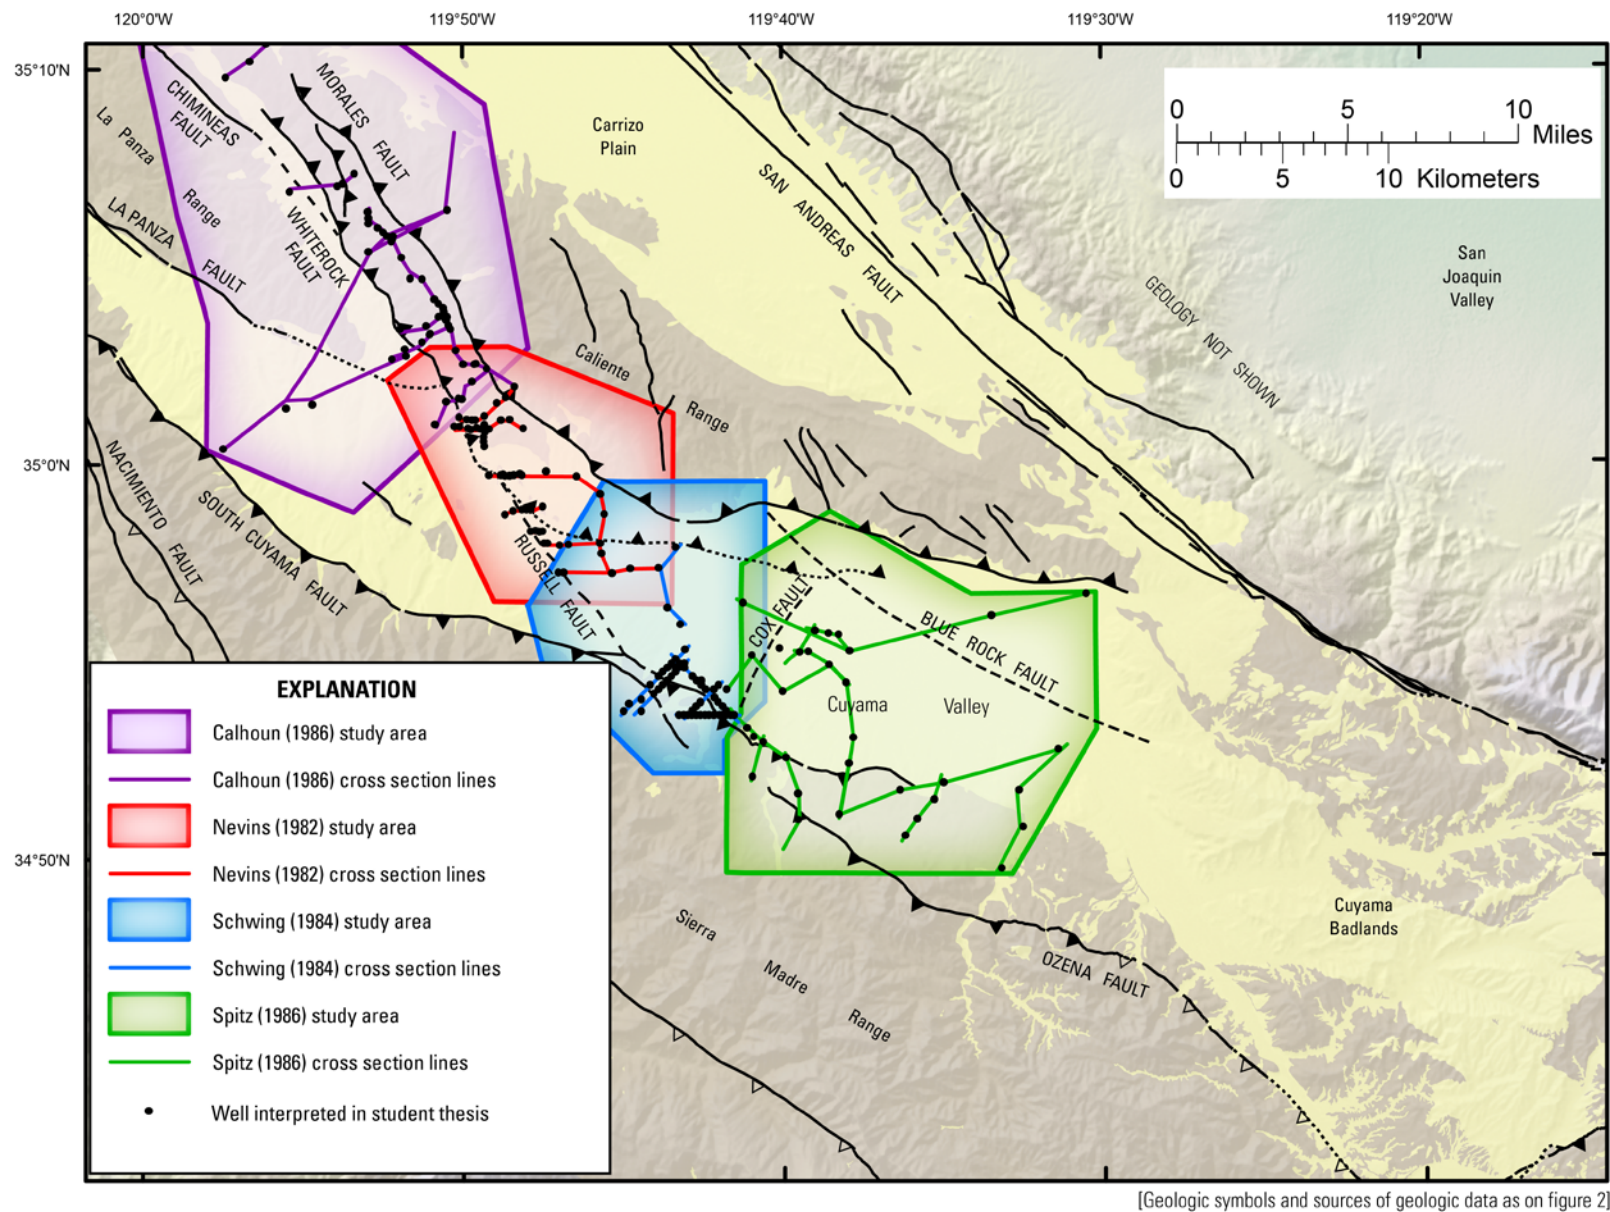 120°0'W
119°50'W
119°40'W
119°30'W
119°20'W
35°10'N
35°0'N
34°50'N
CHIMINEAS
FAULT
MORALES FAULT
La Panza
Range
LA PANZA
FAULT
WHITEROCK
FAULT
Carrizo
Plain
SAN ANDREAS FAULT
0 5 10 Miles
0 5 10 Kilometers
San
Joaquin
Valley
GEOLOGY NOT SHOWN
Caliente
Range
NACIMIENTO FAULT
SOUTH CUYAMA FAULT
RUSSELL FAULT
COX FAULT
BLUE ROCK FAULT
Cuyama Valley
Cuyama
Badlands
OZENA FAULT
Sierra
Madre
Range
EXPLANATION
Calhoun (1986) study area
Calhoun (1986) cross section lines
Nevins (1982) study area
Nevins (1982) cross section lines
Schwing (1984) study area
Schwing (1984) cross section lines
Spitz (1986) study area
Spitz (1986) cross section lines
Well interpreted in student thesis
[Geologic symbols and sources of geologic data as on figure 2]